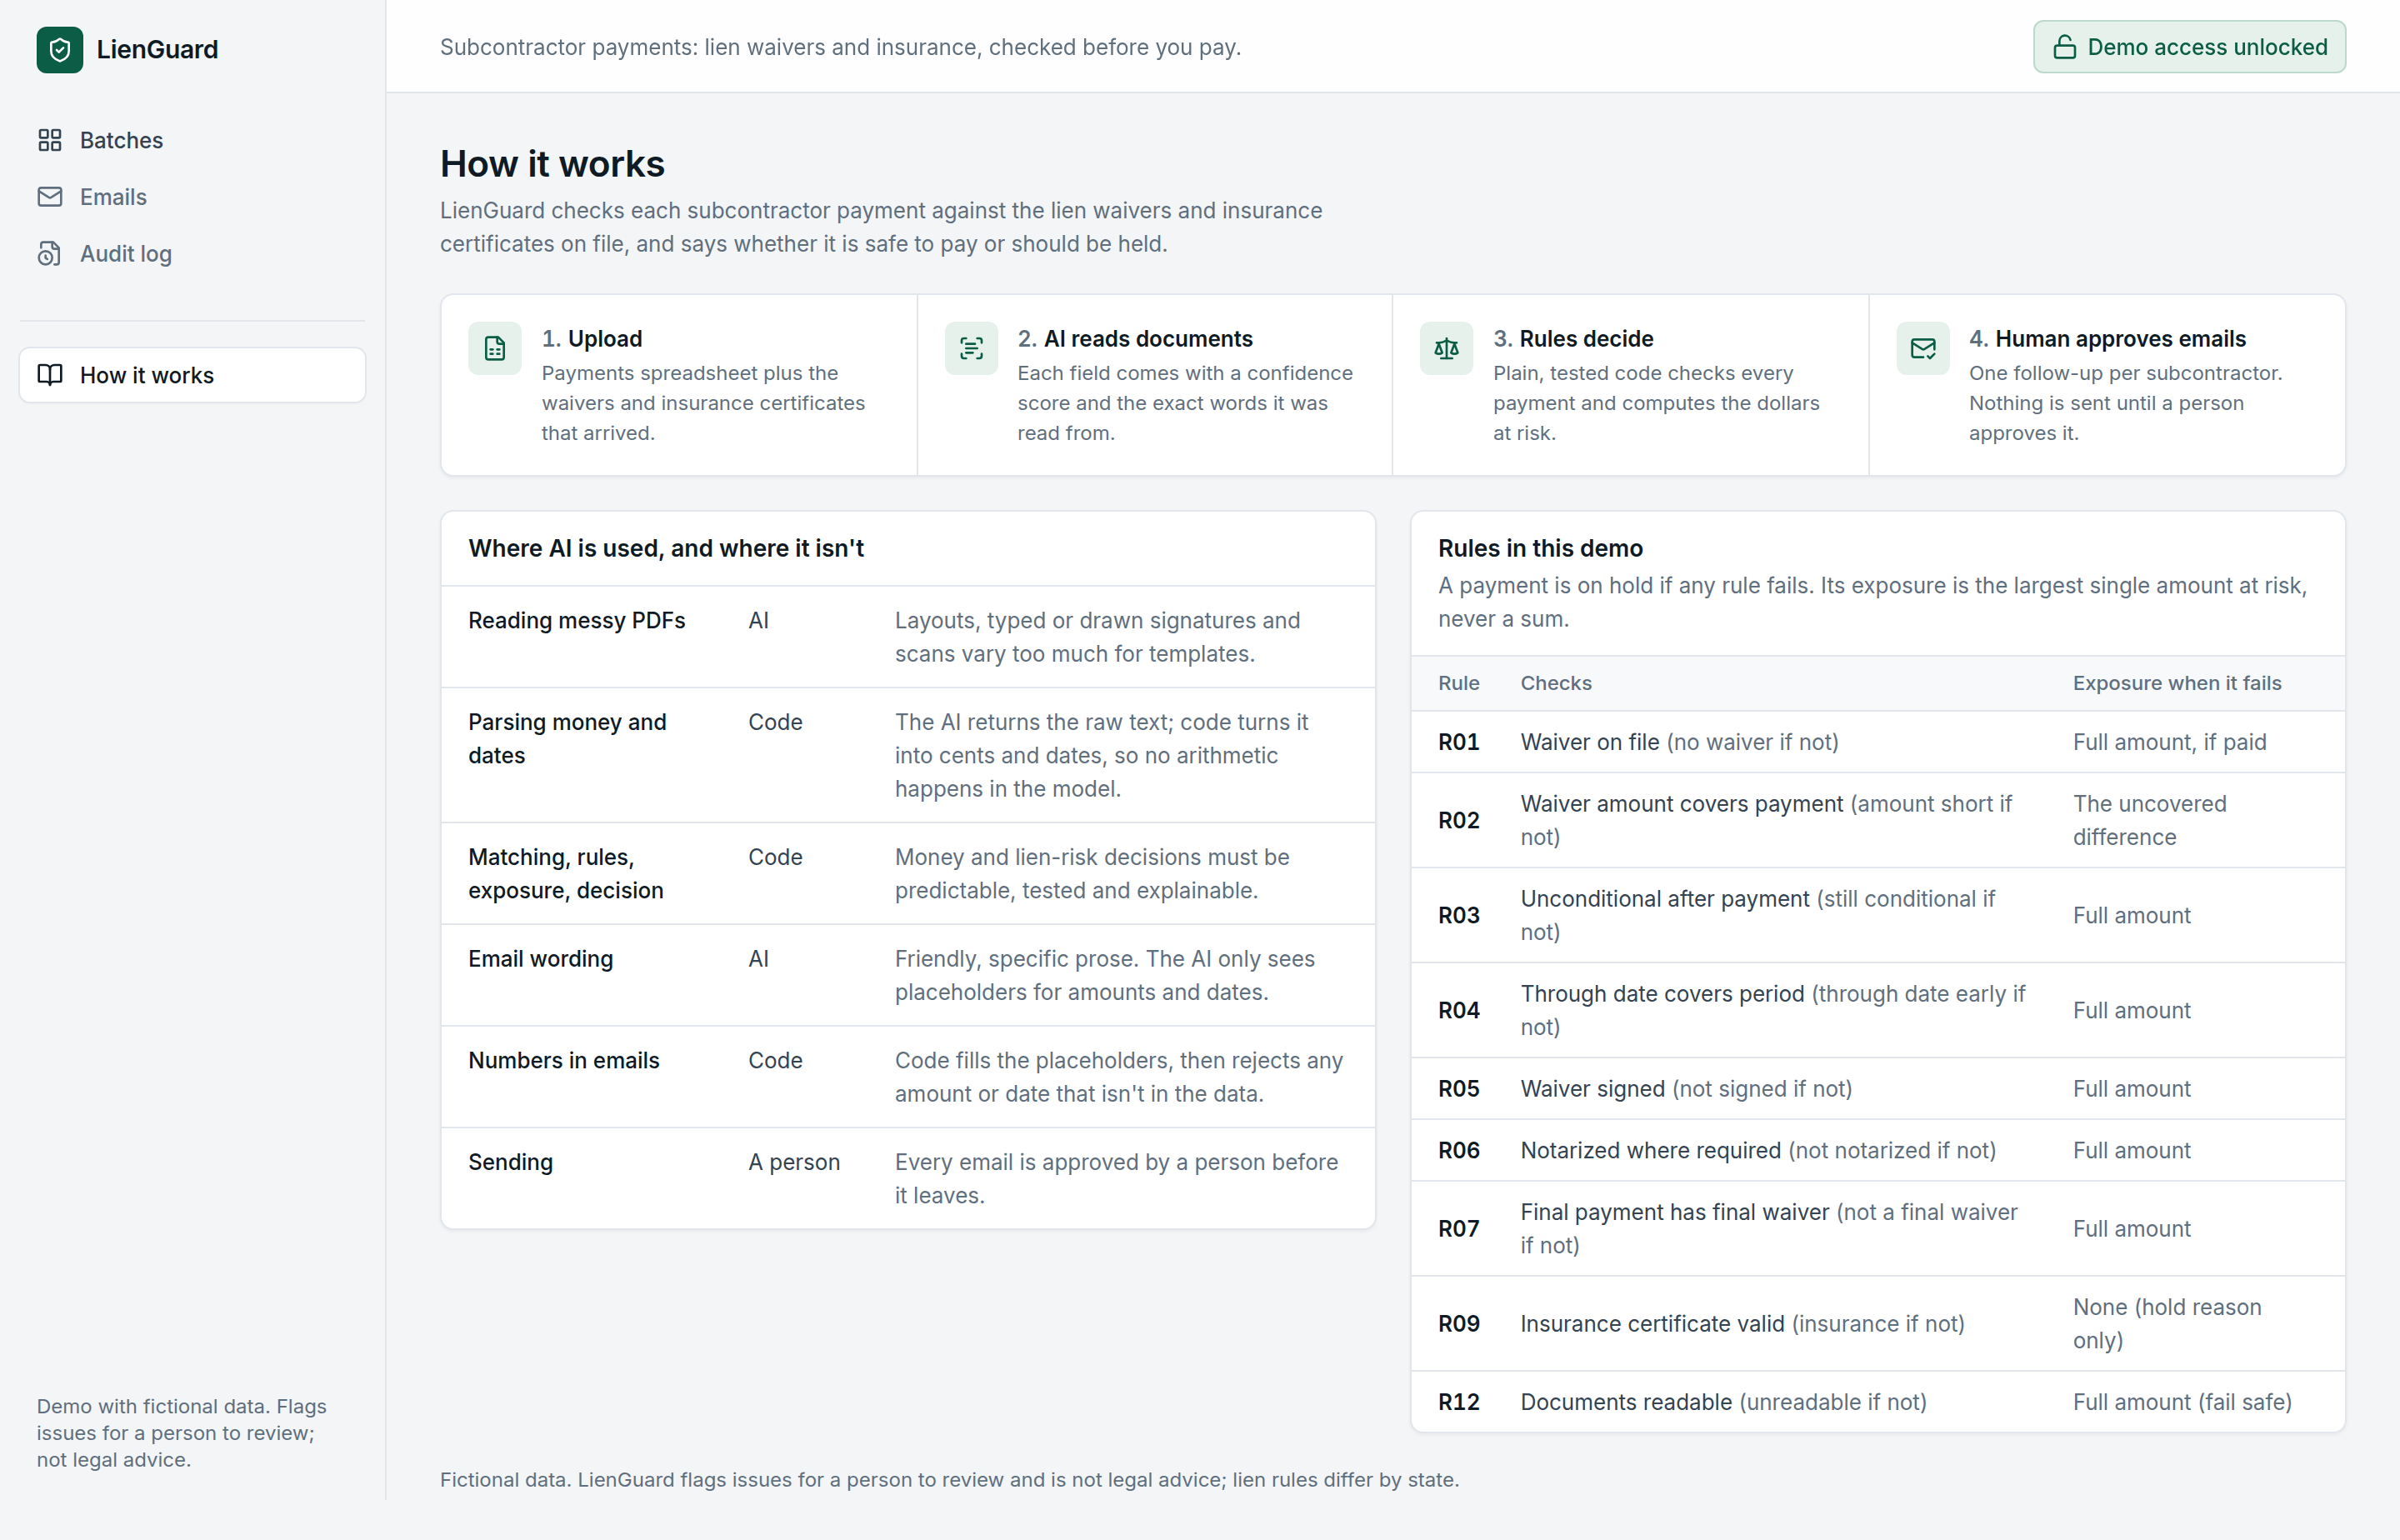 LienGuard
Batches
Emails
Audit log
How it works
Demo with fictional data. Flags
issues for a person to review;
not legal advice.
Subcontractor payments: lien waivers and insurance, checked before you pay.
Demo access unlocked
How it works
LienGuard checks each subcontractor payment against the lien waivers and insurance
certificates on file, and says whether it is safe to pay or should be held.
1. Upload
Payments spreadsheet plus the
waivers and insurance certificates
that arrived.
2. AI reads documents
Each field comes with a confidence
score and the exact words it was
read from.
3. Rules decide
Plain, tested code checks every
payment and computes the dollars
at risk.
4. Human approves emails
One follow-up per subcontractor.
Nothing is sent until a person
approves it.
Where AI is used, and where it isn't
Reading messy PDFs
AI
Layouts, typed or drawn signatures and
scans vary too much for templates.
Parsing money and
dates
Code
The AI returns the raw text; code turns it
into cents and dates, so no arithmetic
happens in the model.
Matching, rules,
exposure, decision
Code
Money and lien-risk decisions must be
predictable, tested and explainable.
Email wording
AI
Friendly, specific prose. The AI only sees
placeholders for amounts and dates.
Numbers in emails
Code
Code fills the placeholders, then rejects any
amount or date that isn't in the data.
Sending
A person
Every email is approved by a person before
it leaves.
Rules in this demo
A payment is on hold if any rule fails. Its exposure is the largest single amount at risk,
never a sum.
Rule Checks Exposure when it fails
R01 Waiver on file (no waiver if not) Full amount, if paid
R02
Waiver amount covers payment (amount short if
not)
The uncovered
difference
R03
Unconditional after payment (still conditional if
not)
Full amount
R04
Through date covers period (through date early if
not)
Full amount
R05 Waiver signed (not signed if not) Full amount
R06 Notarized where required (not notarized if not) Full amount
R07
Final payment has final waiver (not a final waiver
if not)
Full amount
R09
Insurance certificate valid (insurance if not)
None (hold reason
only)
R12 Documents readable (unreadable if not) Full amount (fail safe)
Fictional data. LienGuard flags issues for a person to review and is not legal advice; lien rules differ by state.